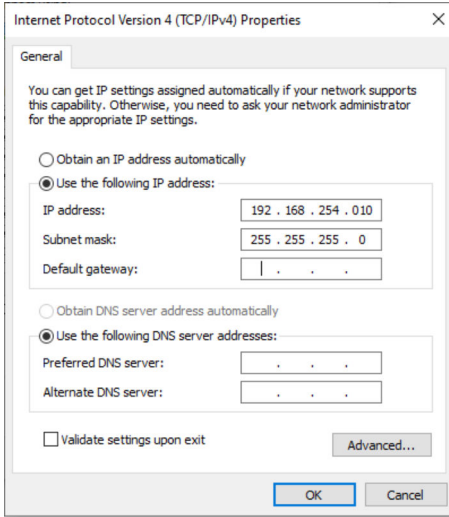 Internet Protocol Version 4 (TCP/IPv4) Properties
General
You can get IP settings assigned automatically if your network supports
this capability. Otherwise, you need to ask your network administrator
for the appropriate IP settings.
Obtain an IP address automatically
Use the following IP address:
IP address: 192 . 168 . 254 . 010
Subnet mask: 255 . 255 . 255 . 0
Default gateway: . . .
Obtain DNS server address automatically
Use the following DNS server addresses:
Preferred DNS server: . . .
Alternate DNS server: . . .
Validate settings upon exit
Advanced...
OK Cancel